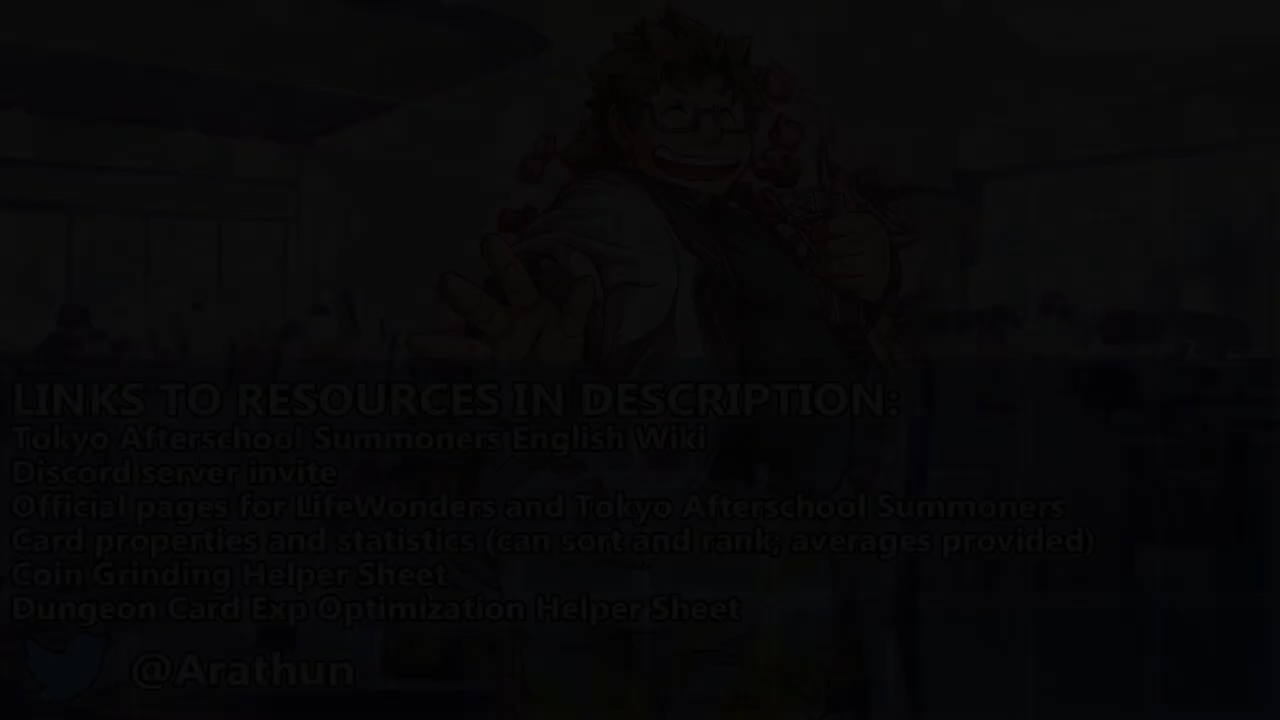 LINKS TO RESOURCES IN DESCRIPTION:
Tokyo Afterschool Summoners English Wiki
Discord server invite
Official pages for LifeWonders and Tokyo Afterschool Summoners
Card properties and statistics (can sort and rank; averages provided)
Coin Grinding Helper Sheet
Dungeon Card Exp Optimization Helper Sheet
@Arathun